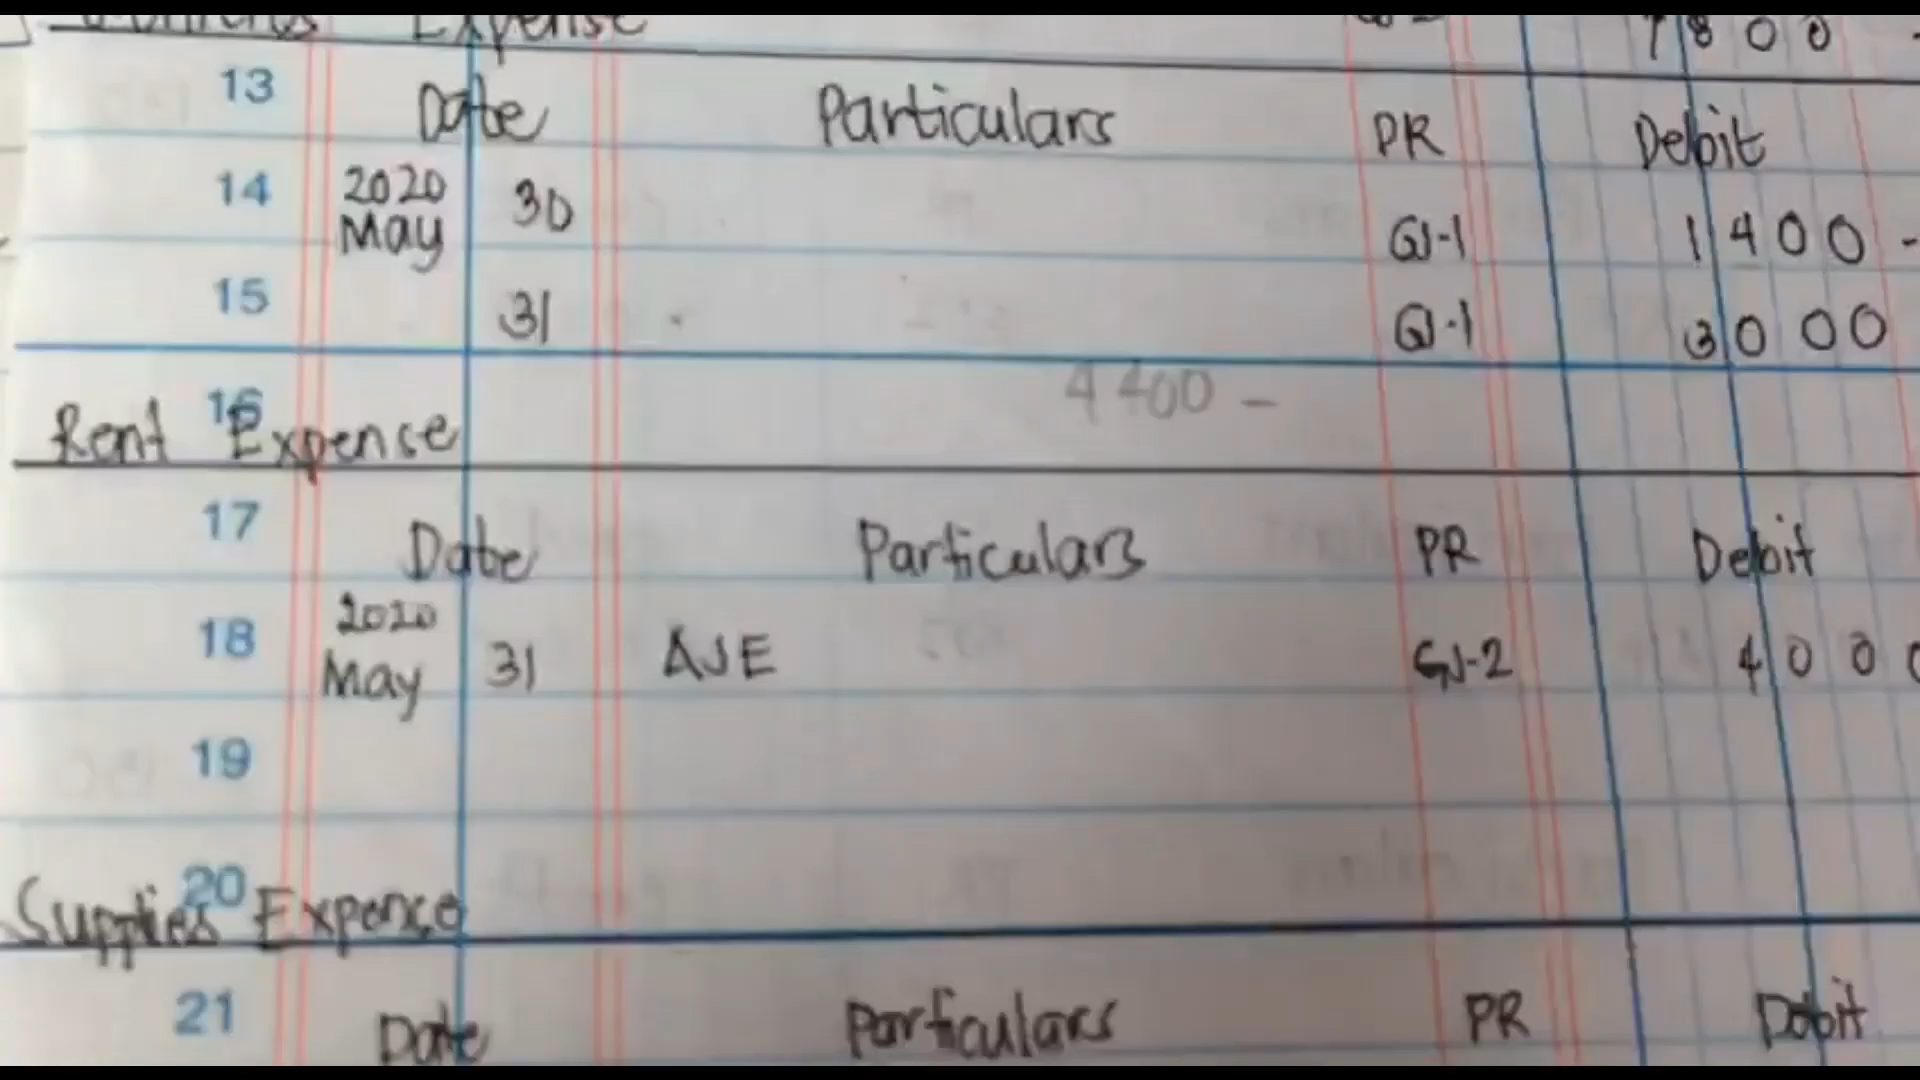 Expense 7800 -
13 Date Particulars PR Debit
14 2020 May 30 GJ-1 1400 -
15 31 GJ-1 3000
4400 -
16 Rent Expense
17 Date Particulars PR Debit
18 2020 May 31 AJE GJ-2 4000
19
20 Supplies Expense
21 Date Particulars PR Debit